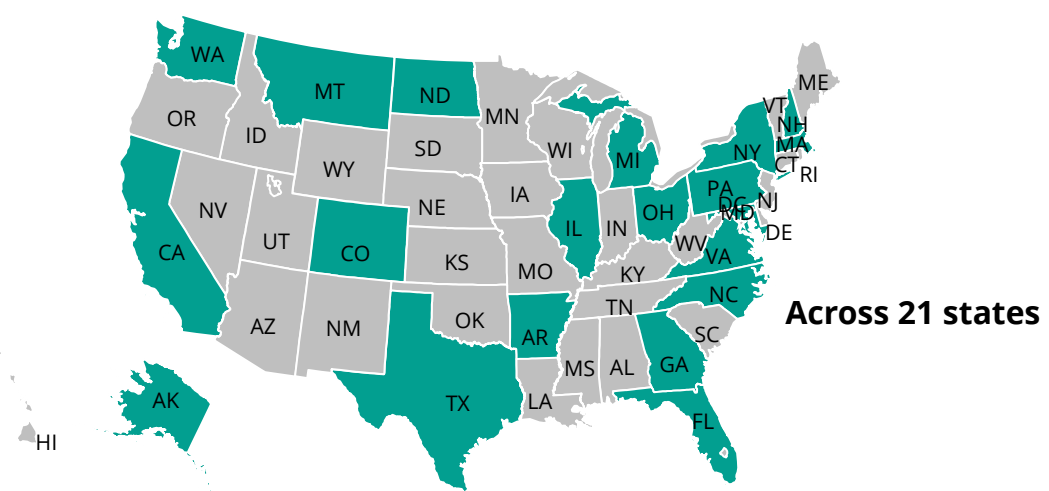 WA
MT
ND
MN
ME
VT
NH
OR
ID
SD
WI
MI
NY
MA
CT
RI
WY
IA
PA
NJ
NV
NE
IL
IN
OH
DC
MD
DE
UT
CO
KS
MO
WV
VA
CA
KY
NC
AZ
NM
OK
TN
AR
SC
Across 21 states
MS
AL
GA
TX
LA
FL
AK
HI